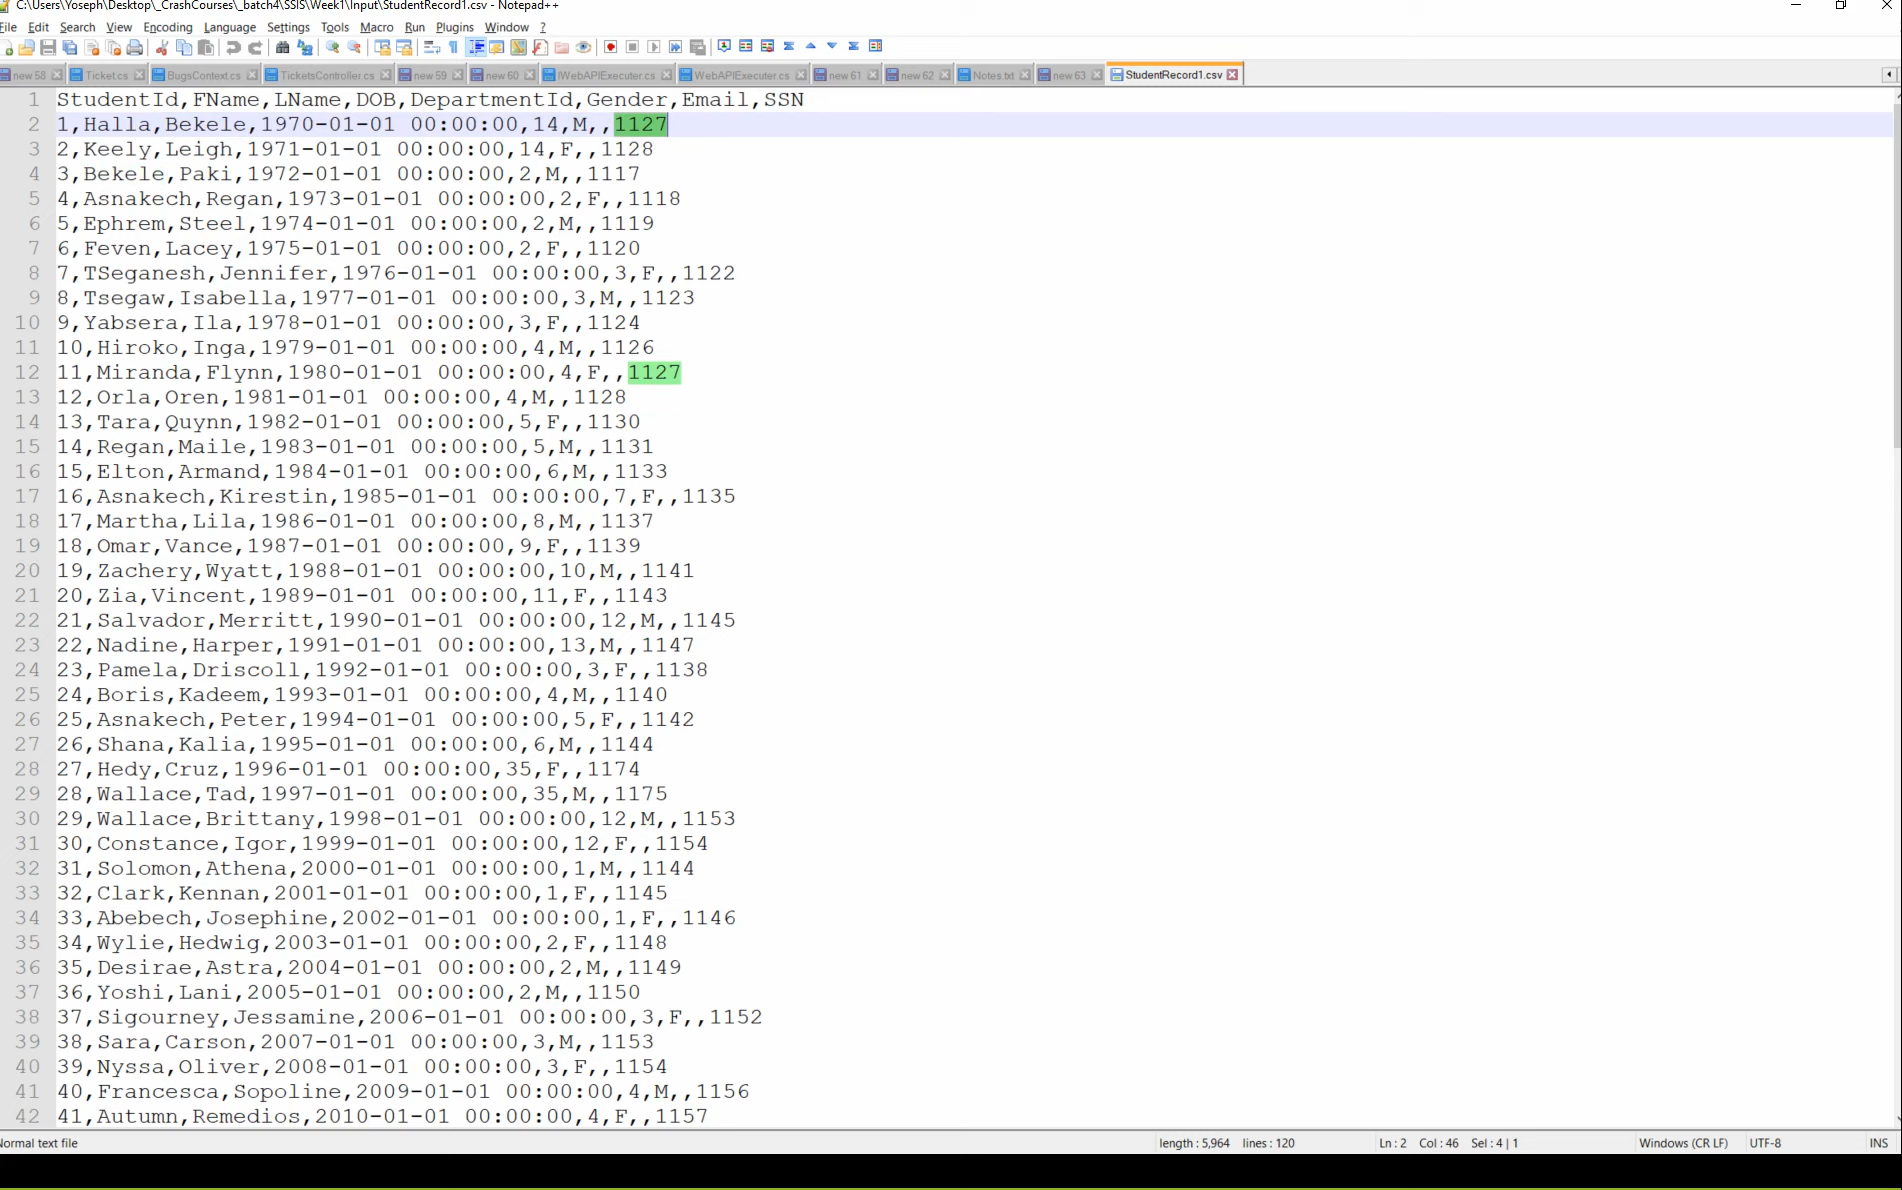 C:\Users\Yoseph\Desktop\_CrashCourses\_batch4\SSIS\Week1\Input\StudentRecord1.csv - Notepad++
File Edit Search View Encoding Language Settings Tools Macro Run Plugins Window ?
new 58 Ticket.cs BugsContext.cs TicketsController.cs new 59 new 60 IWebAPIExecuter.cs WebAPIExecuter.cs new 61 new 62 Notes.txt new 63 StudentRecord1.csv
1 StudentId,FName,LName,DOB,DepartmentId,Gender,Email,SSN
2 1,Halla,Bekele,1970-01-01 00:00:00,14,M,,1127
3 2,Keely,Leigh,1971-01-01 00:00:00,14,F,,1128
4 3,Bekele,Paki,1972-01-01 00:00:00,2,M,,1117
5 4,Asnakech,Regan,1973-01-01 00:00:00,2,F,,1118
6 5,Ephrem,Steel,1974-01-01 00:00:00,2,M,,1119
7 6,Feven,Lacey,1975-01-01 00:00:00,2,F,,1120
8 7,TSeganesh,Jennifer,1976-01-01 00:00:00,3,F,,1122
9 8,Tsegaw,Isabella,1977-01-01 00:00:00,3,M,,1123
10 9,Yabsera,Ila,1978-01-01 00:00:00,3,F,,1124
11 10,Hiroko,Inga,1979-01-01 00:00:00,4,M,,1126
12 11,Miranda,Flynn,1980-01-01 00:00:00,4,F,,1127
13 12,Orla,Oren,1981-01-01 00:00:00,4,M,,1128
14 13,Tara,Quynn,1982-01-01 00:00:00,5,F,,1130
15 14,Regan,Maile,1983-01-01 00:00:00,5,M,,1131
16 15,Elton,Armand,1984-01-01 00:00:00,6,M,,1133
17 16,Asnakech,Kirestin,1985-01-01 00:00:00,7,F,,1135
18 17,Martha,Lila,1986-01-01 00:00:00,8,M,,1137
19 18,Omar,Vance,1987-01-01 00:00:00,9,F,,1139
20 19,Zachery,Wyatt,1988-01-01 00:00:00,10,M,,1141
21 20,Zia,Vincent,1989-01-01 00:00:00,11,F,,1143
22 21,Salvador,Merritt,1990-01-01 00:00:00,12,M,,1145
23 22,Nadine,Harper,1991-01-01 00:00:00,13,M,,1147
24 23,Pamela,Driscoll,1992-01-01 00:00:00,3,F,,1138
25 24,Boris,Kadeem,1993-01-01 00:00:00,4,M,,1140
26 25,Asnakech,Peter,1994-01-01 00:00:00,5,F,,1142
27 26,Shana,Kalia,1995-01-01 00:00:00,6,M,,1144
28 27,Hedy,Cruz,1996-01-01 00:00:00,35,F,,1174
29 28,Wallace,Tad,1997-01-01 00:00:00,35,M,,1175
30 29,Wallace,Brittany,1998-01-01 00:00:00,12,M,,1153
31 30,Constance,Igor,1999-01-01 00:00:00,12,F,,1154
32 31,Solomon,Athena,2000-01-01 00:00:00,1,M,,1144
33 32,Clark,Kennan,2001-01-01 00:00:00,1,F,,1145
34 33,Abebech,Josephine,2002-01-01 00:00:00,1,F,,1146
35 34,Wylie,Hedwig,2003-01-01 00:00:00,2,F,,1148
36 35,Desirae,Astra,2004-01-01 00:00:00,2,M,,1149
37 36,Yoshi,Lani,2005-01-01 00:00:00,2,M,,1150
38 37,Sigourney,Jessamine,2006-01-01 00:00:00,3,F,,1152
39 38,Sara,Carson,2007-01-01 00:00:00,3,M,,1153
40 39,Nyssa,Oliver,2008-01-01 00:00:00,3,F,,1154
41 40,Francesca,Sopoline,2009-01-01 00:00:00,4,M,,1156
42 41,Autumn,Remedios,2010-01-01 00:00:00,4,F,,1157
Normal text file length : 5,964 lines : 120 Ln : 2 Col : 46 Sel : 4 | 1 Windows (CR LF) UTF-8 INS